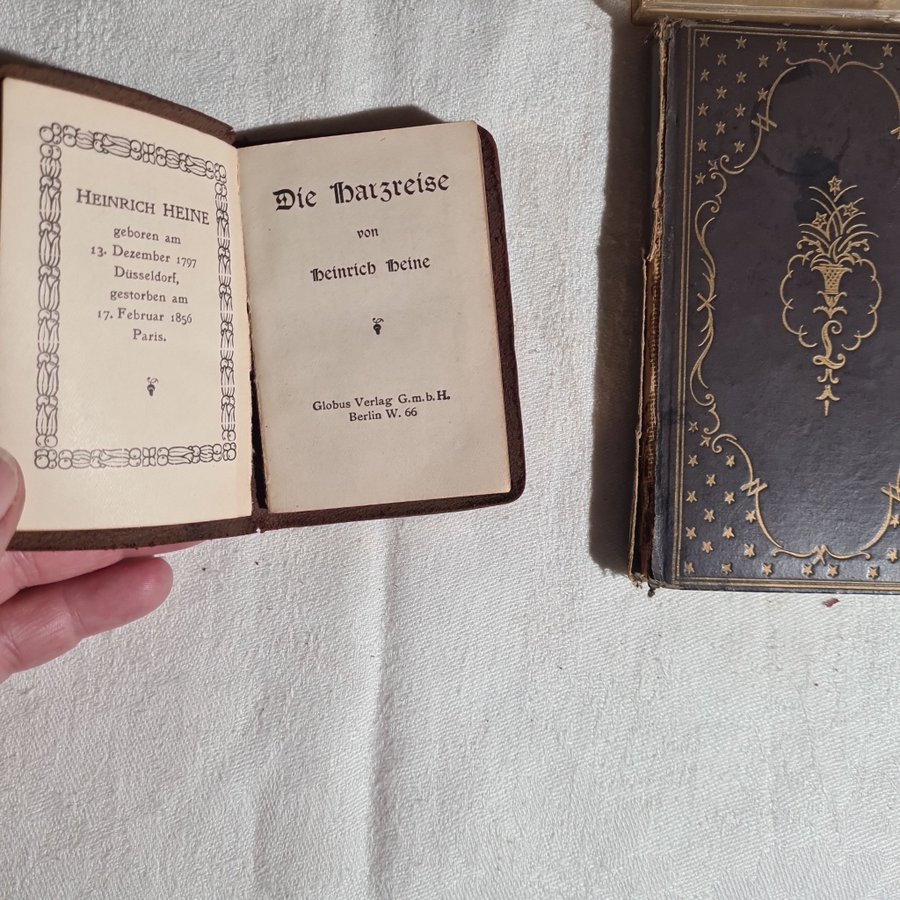 HEINRICH HEINE
geboren am
13. Dezember 1797
Düsseldorf,
gestorben am
17. Februar 1856
Paris.
Die Harzreise
von
Heinrich Heine
Globus Verlag G.m.b.H.
Berlin W. 66
L